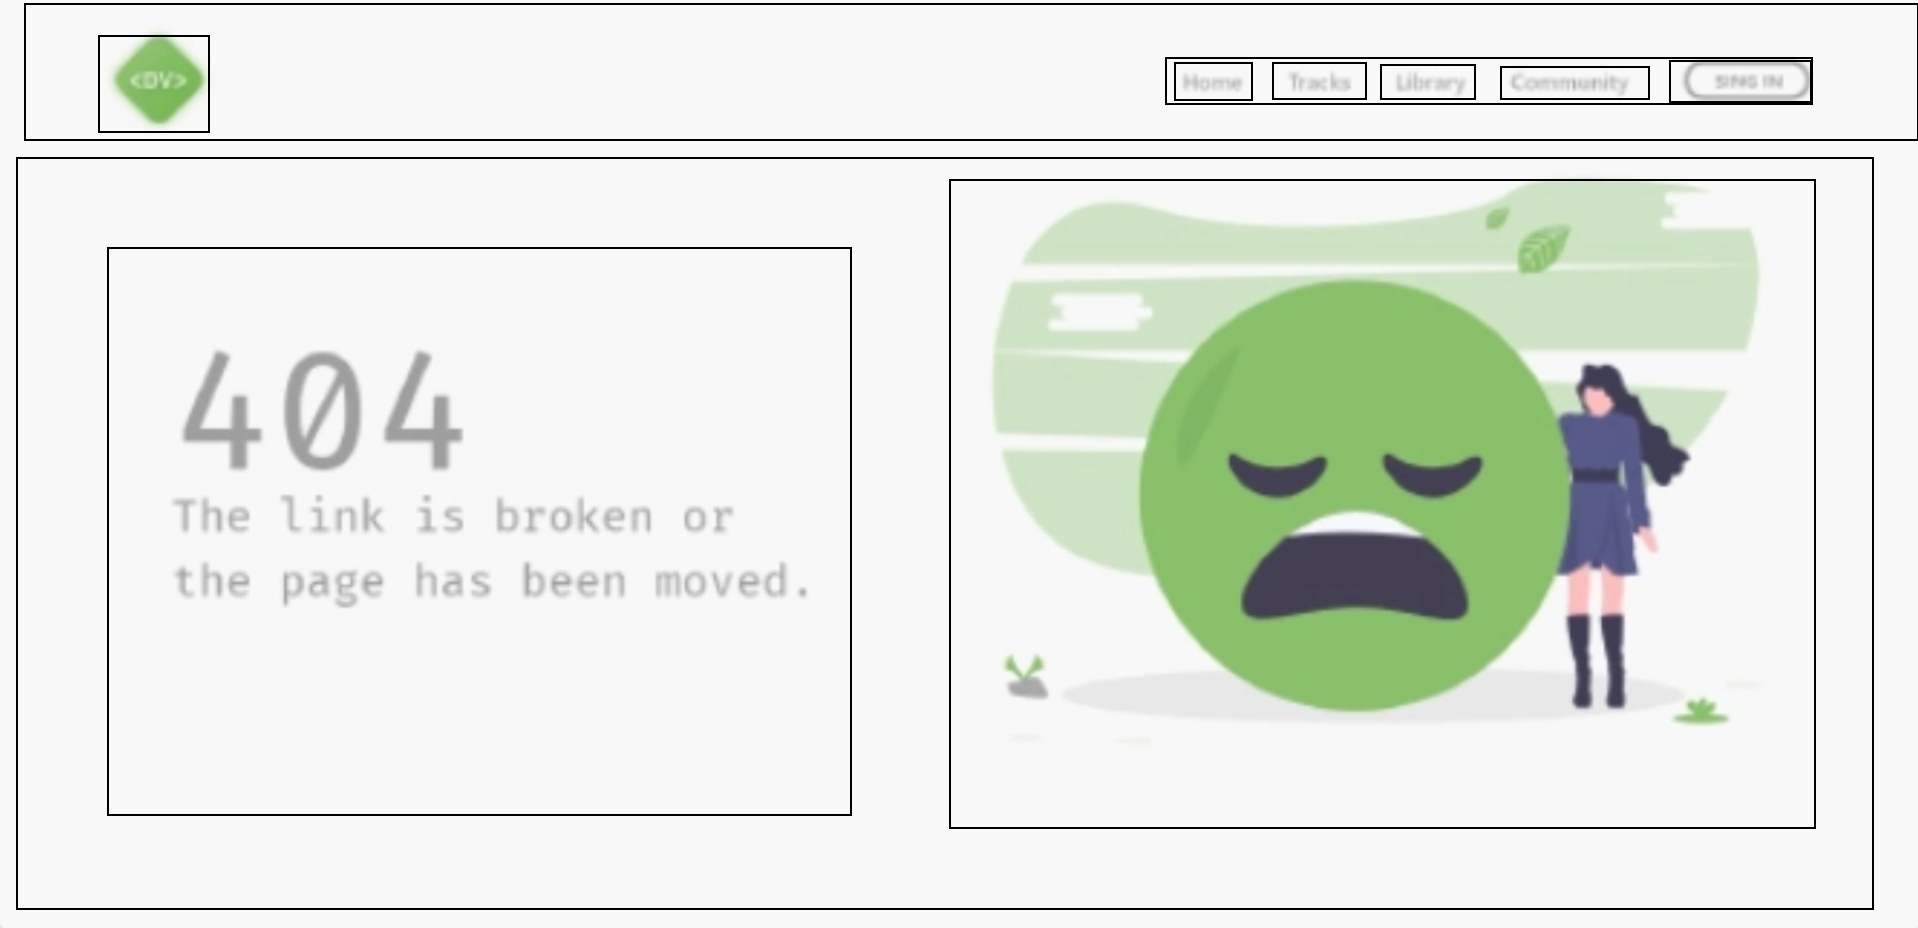 <DV>
Home Tracks Library Community SING IN
404
The link is broken or
the page has been moved.